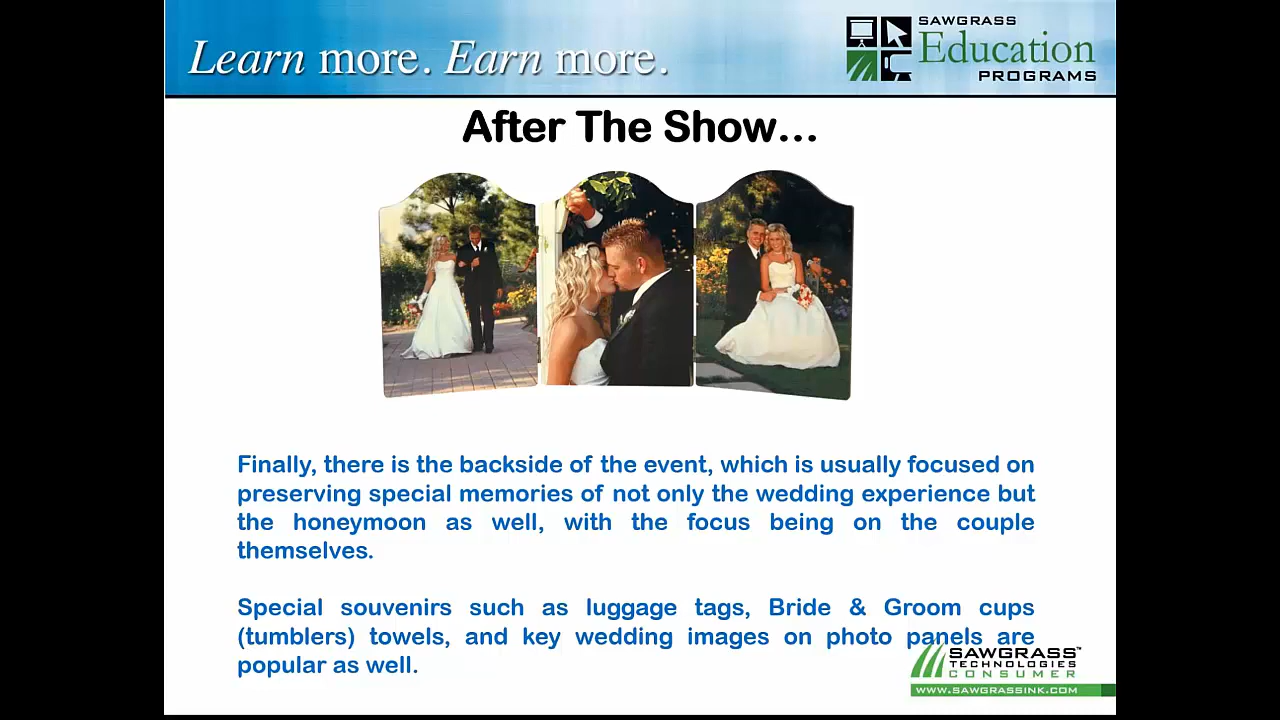 Learn more. Earn more.
SAWGRASS
Education
PROGRAMS
After The Show...
Finally, there is the backside of the event, which is usually focused on
preserving special memories of not only the wedding experience but
the honeymoon as well, with the focus being on the couple
themselves.
Special souvenirs such as luggage tags, Bride & Groom cups
(tumblers) towels, and key wedding images on photo panels are
popular as well.
SAWGRASS™
TECHNOLOGIES
CONSUMER
WWW.SAWGRASSINK.COM